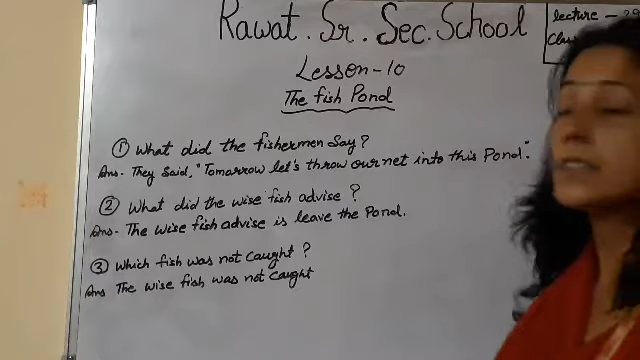 Rawat. Sr. Sec. School
lecture - 29
Lesson - 10
The fish Pond
① What did the fishermen Say?
Ans. They Said, "Tomorrow let's throw our net into this Pond".
② What did the wise fish advise ?
Ans- The wise fish advise is leave the Pond.
③ Which fish was not caught ?
Ans The wise fish was not caught